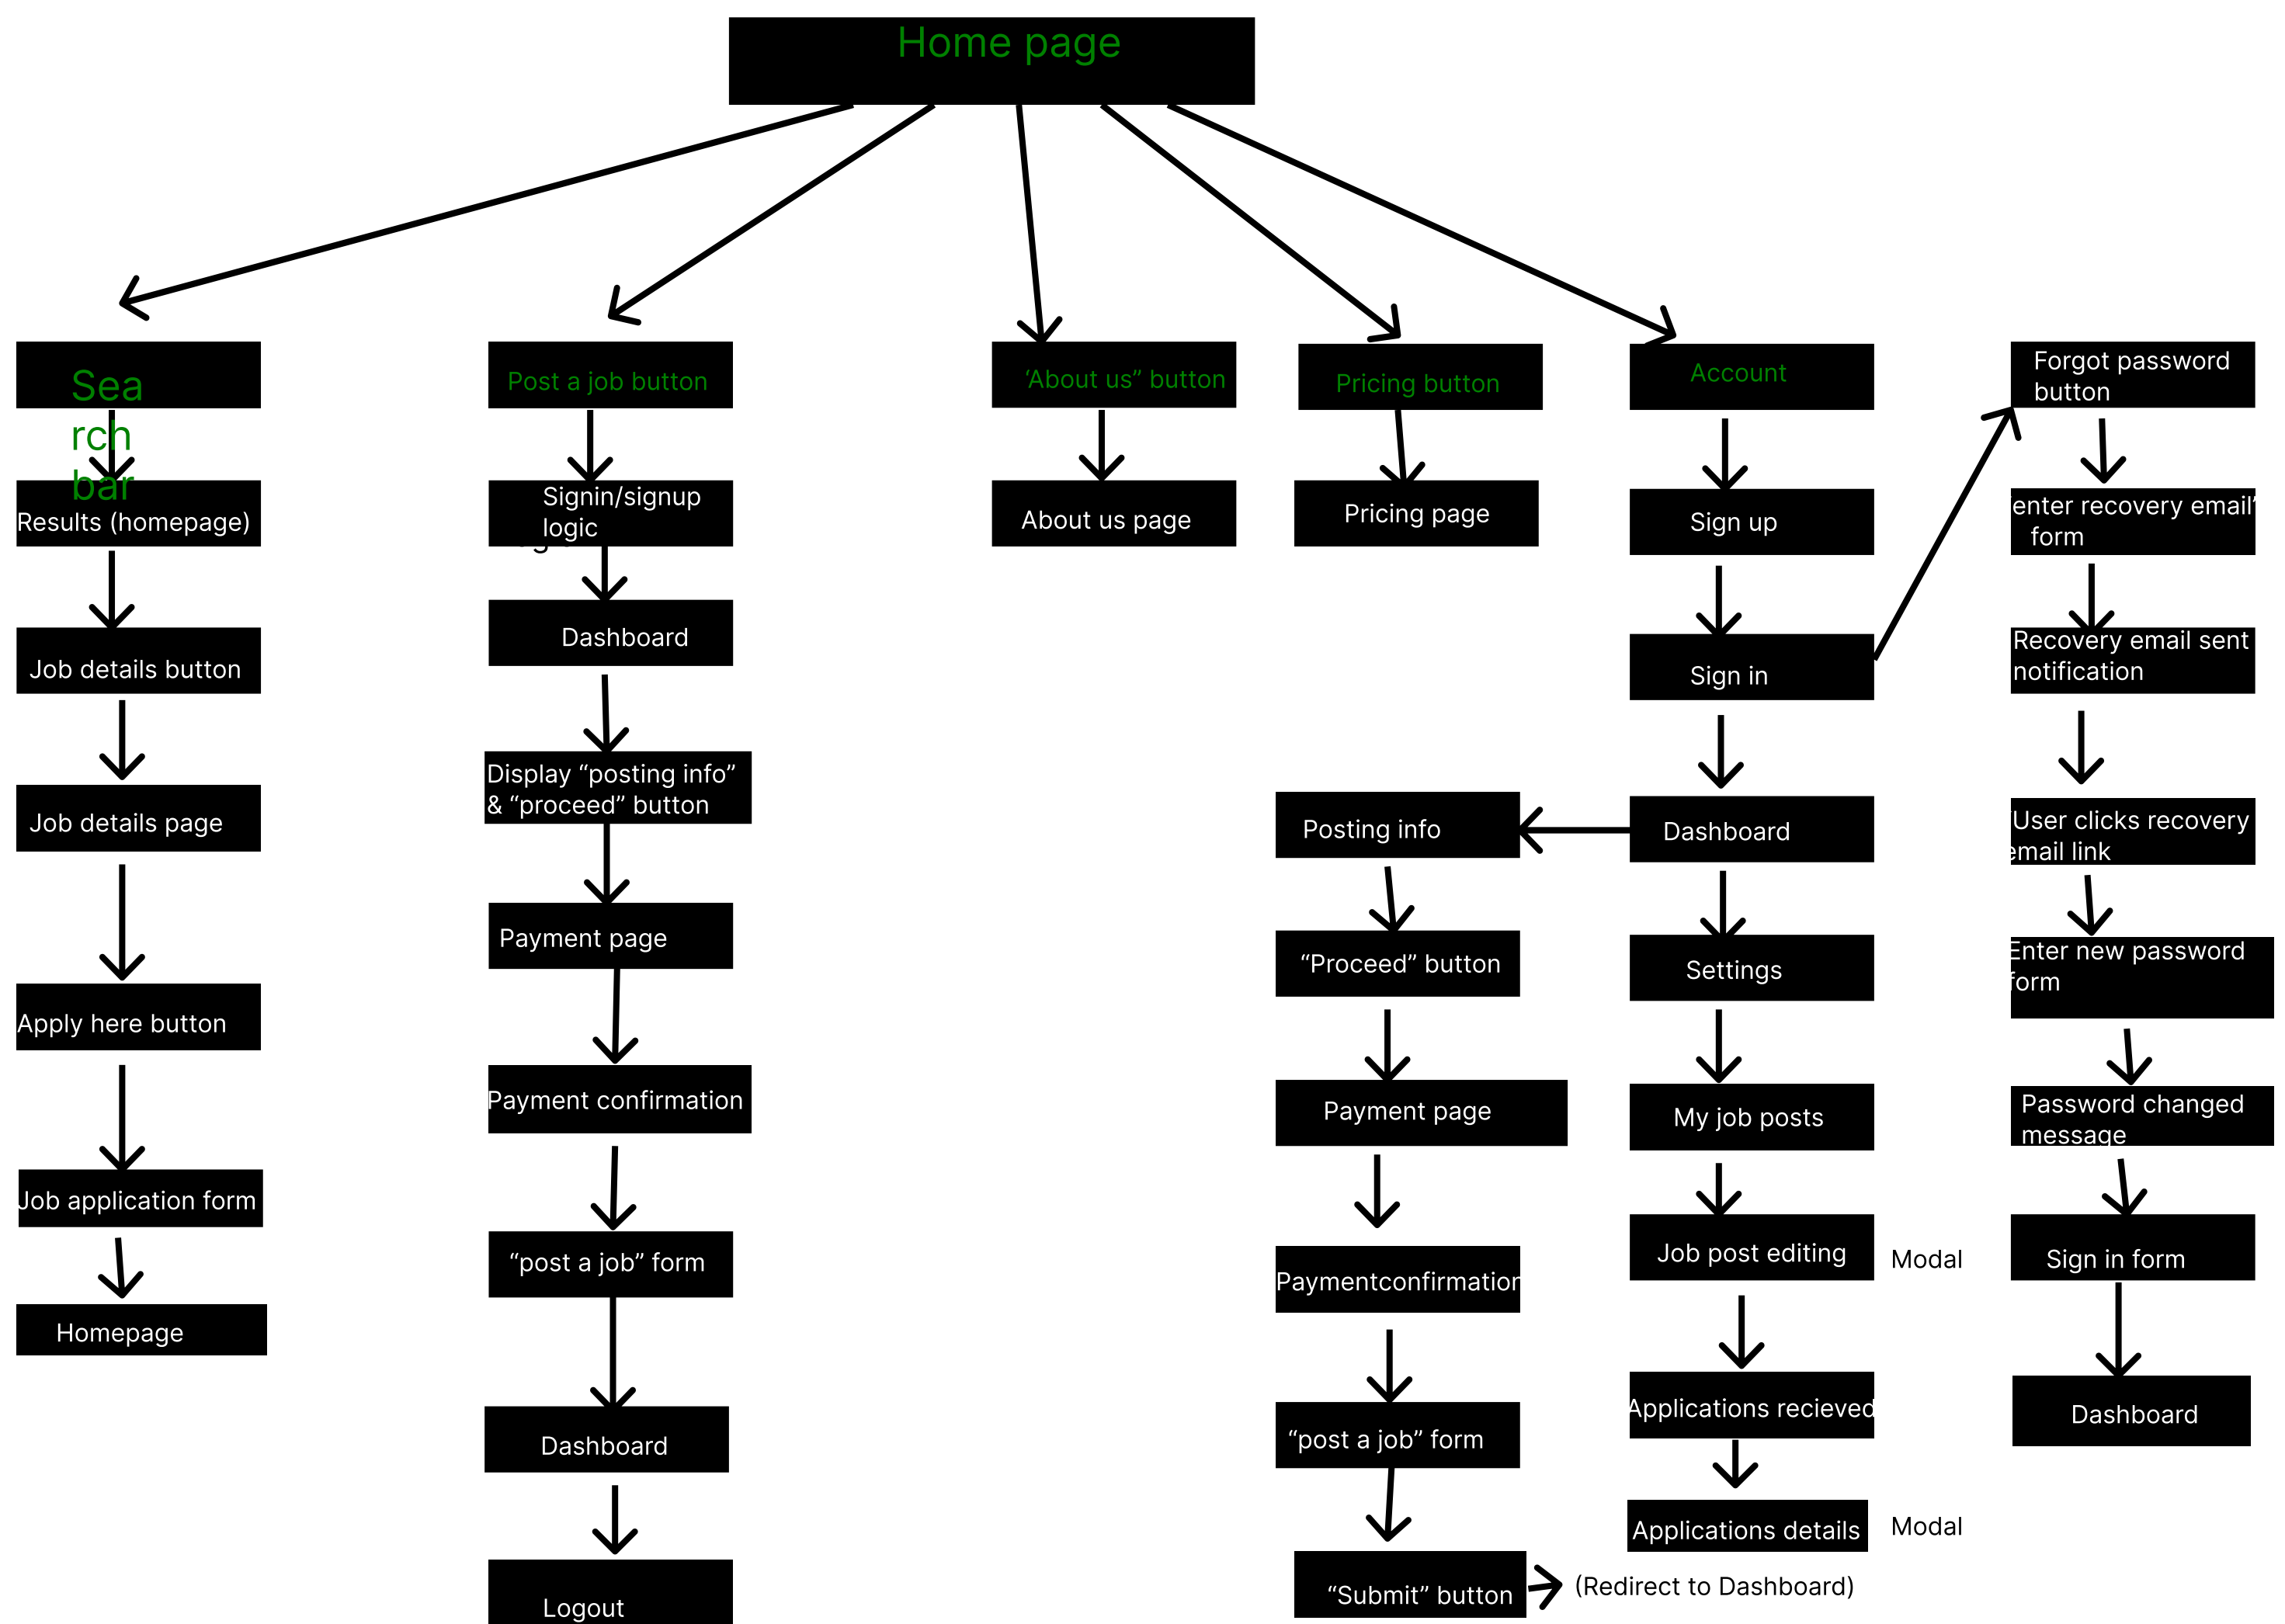 Home page
Sea
rch
bar
Results (homepage)
Job details button
Job details page
Apply here button
Job application form
Homepage
Post a job button
Signin/signup
logic
Dashboard
Display “posting info”
& “proceed” button
Payment page
Payment confirmation
“post a job” form
Dashboard
Logout
‘About us” button
About us page
Pricing button
Pricing page
Account
Sign up
Sign in
Dashboard
Settings
My job posts
Job post editing
Modal
Applications recieved
Applications details
Modal
Posting info
“Proceed” button
Payment page
Paymentconfirmation
“post a job” form
“Submit” button
(Redirect to Dashboard)
Forgot password
button
‘enter recovery email’
form
Recovery email sent
notification
User clicks recovery
email link
Enter new password
form
Password changed
message
Sign in form
Dashboard